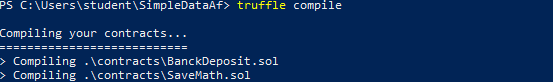 PS C:\Users\student\SimpleDataAf> truffle compile
Compiling your contracts...
===========================
> Compiling .\contracts\BanckDeposit.sol
> Compiling .\contracts\SaveMath.sol